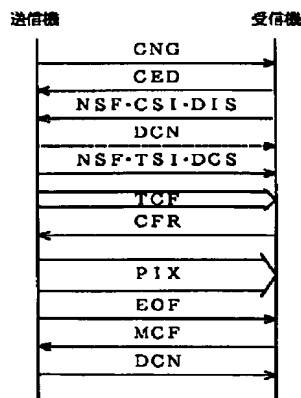 送信機 受信機
CNG
CED
NSF・CSI・DIS
DCN
NSF・TSI・DCS
TCF
CFR
PIX
EOF
MCF
DCN